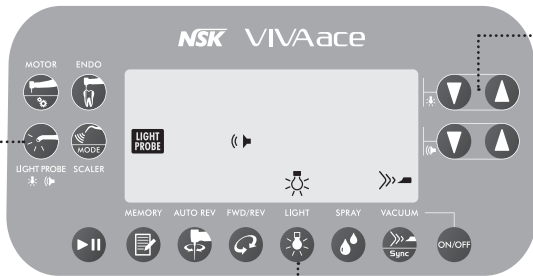 NSK VIVAace
MOTOR ENDO
LIGHT PROBE
MODE
LIGHT PROBE SCALER
MEMORY AUTO REV FWD/REV LIGHT SPRAY VACUUM
Sync
ON/OFF